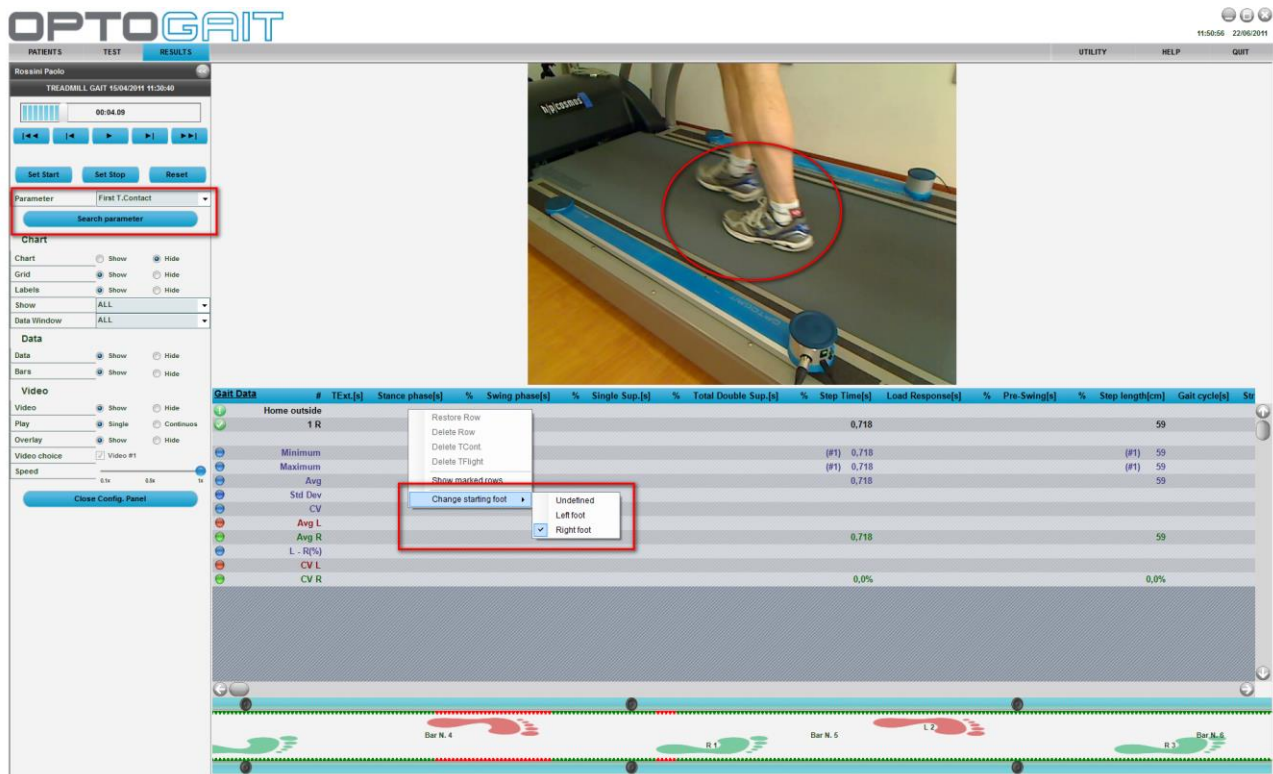 OPTOGAIT
11:50:56 22/06/2011
PATIENTS TEST RESULTS UTILITY HELP QUIT
Rossini Paolo
TREADMILL GAIT 15/04/2011 11:30:40
00:04.09
Set Start Set Stop Reset
Parameter First T.Contact
Search parameter
Chart
Chart Show Hide
Grid Show Hide
Labels Show Hide
Show ALL
Data Window ALL
Data
Data Show Hide
Bars Show Hide
Video
Video Show Hide
Play Single Continuos
Overlay Show Hide
Video choice Video #1
Speed
0.1x 0.5x 1x
Close Config. Panel
h/p/cosmos
OPTOGAIT
Gait Data # TExt.[s] Stance phase[s] % Swing phase[s] % Single Sup.[s] % Total Double Sup.[s] % Step Time[s] Load Response[s] % Pre-Swing[s] % Step length[cm] Gait cycle[s] Str
Home outside
1 R 0,718 59
Minimum (#1) 0,718 (#1) 59
Maximum (#1) 0,718 (#1) 59
Avg 0,718 59
Std Dev
CV
Avg L
Avg R 0,718 59
L - R(%)
CV L
CV R 0,0% 0,0%
Restore Row
Delete Row
Delete TCont.
Delete TFlight
Show marked rows
Change starting foot
Undefined
Left foot
Right foot
Bar N. 4 R 1 Bar N. 5 L 2 R 3 Bar N. 6